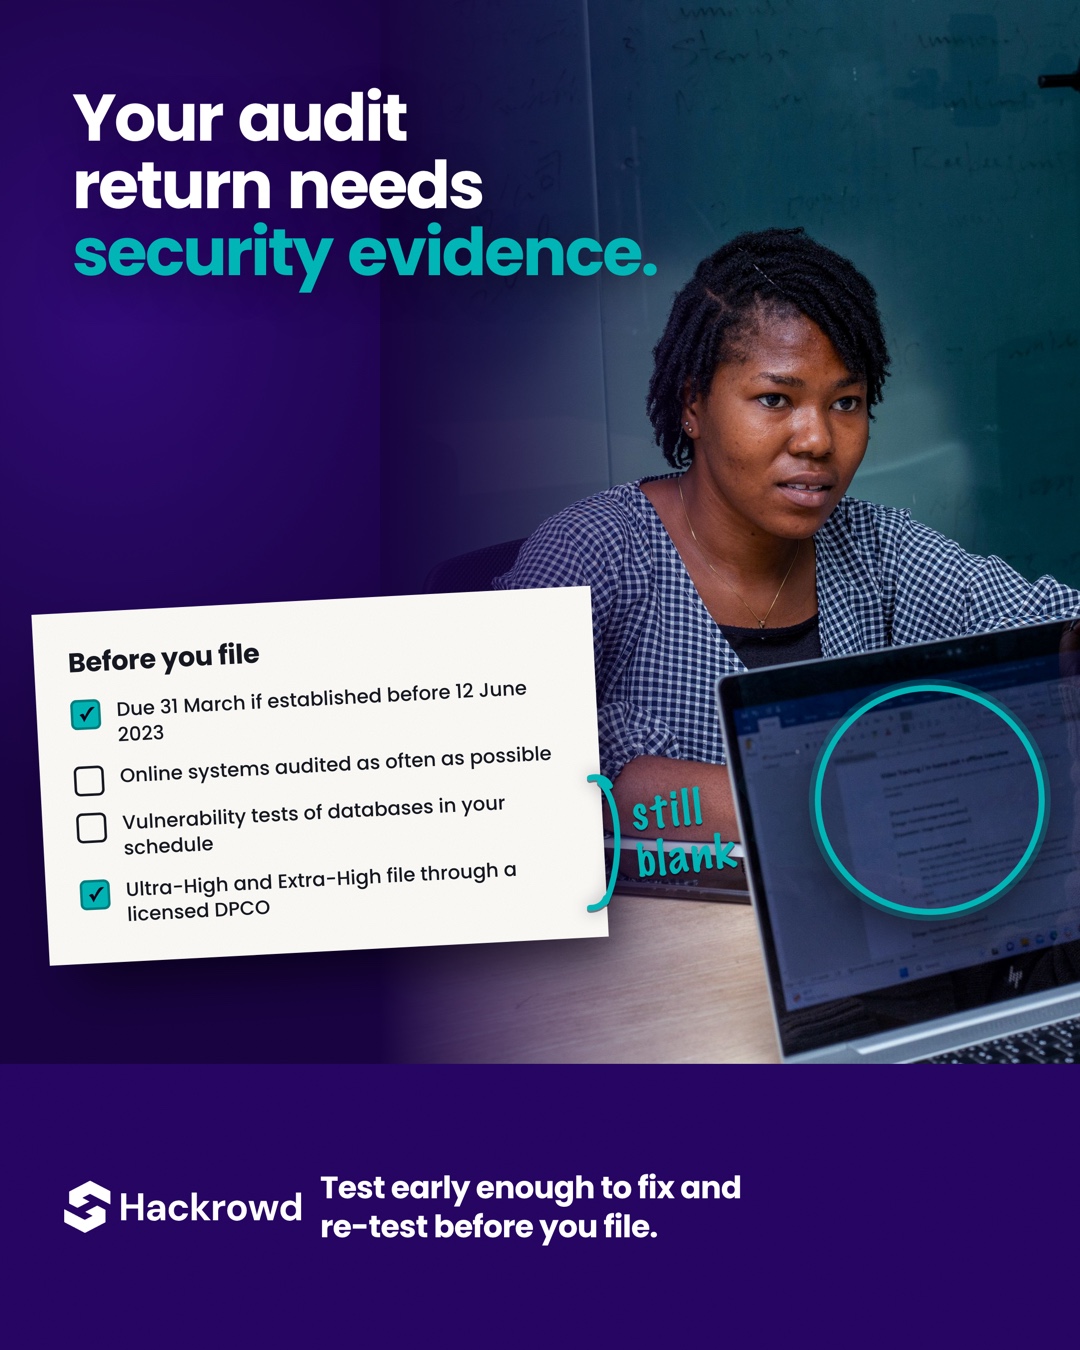 Your audit
return needs
security evidence.
Before you file
Due 31 March if established before 12 June
2023
Online systems audited as often as possible
Vulnerability tests of databases in your
schedule
Ultra-High and Extra-High file through a
licensed DPCO
still
blank
hp
Hackrowd
Test early enough to fix and
re-test before you file.